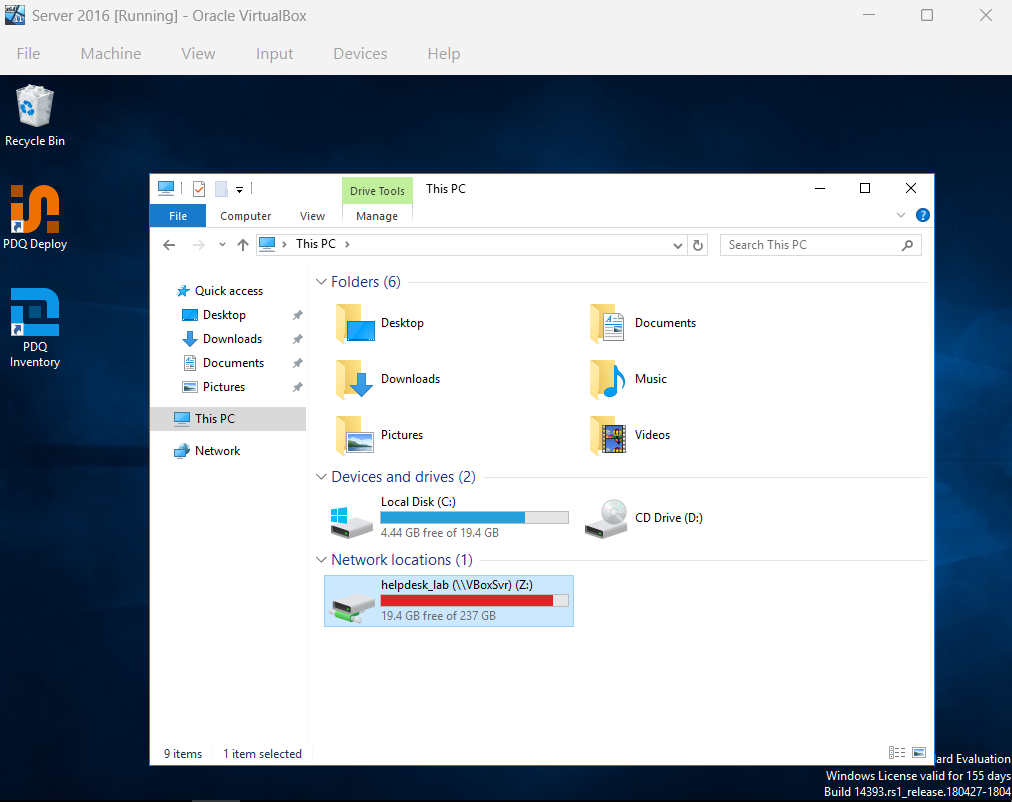 Server 2016 [Running] - Oracle VirtualBox
File Machine View Input Devices Help
Recycle Bin
PDQ Deploy
PDQ
Inventory
Drive Tools
This PC
File Computer View Manage
This PC
Search This PC
Quick access
Desktop
Downloads
Documents
Pictures
This PC
Network
Folders (6)
Desktop
Documents
Downloads
Music
Pictures
Videos
Devices and drives (2)
Local Disk (C:)
4.44 GB free of 19.4 GB
CD Drive (D:)
Network locations (1)
helpdesk_lab (\\VBoxSvr) (Z:)
19.4 GB free of 237 GB
9 items 1 item selected
ard Evaluation
Windows License valid for 155 days
Build 14393.rs1_release.180427-1804